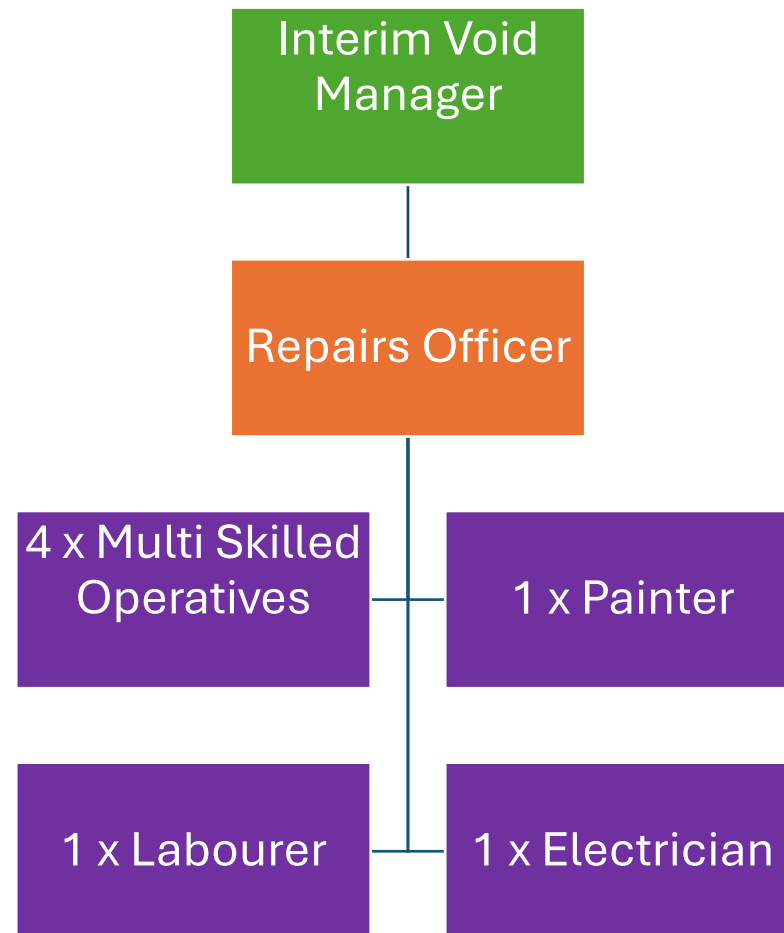 Interim Void
Manager
Repairs Officer
4 x Multi Skilled
Operatives
1 x Painter
1 x Labourer
1 x Electrician